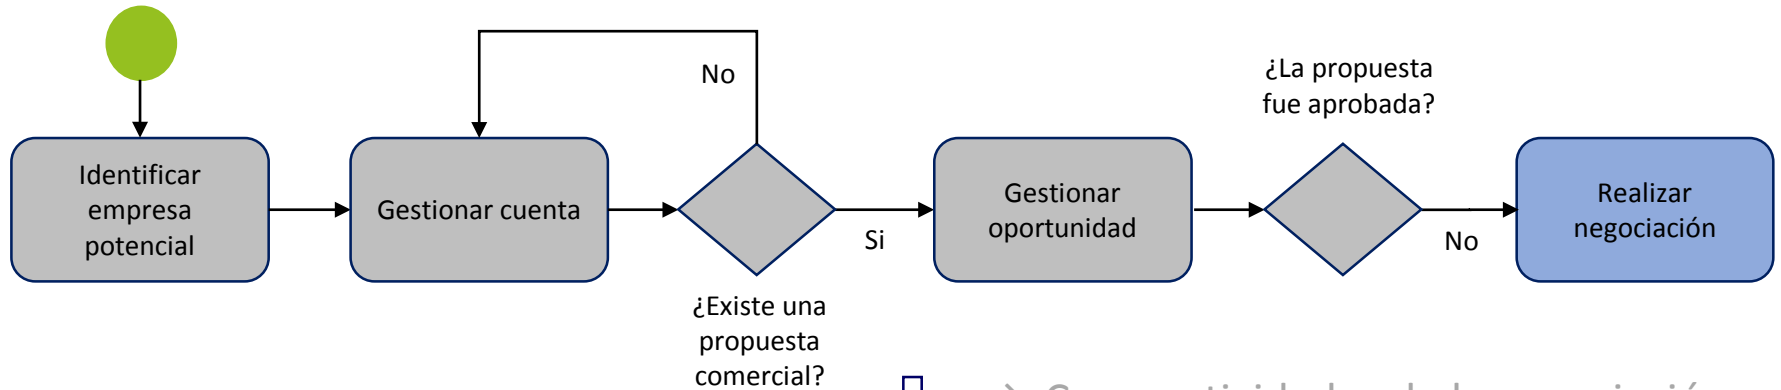 No
¿La propuesta
fue aprobada?
Identificar
empresa
potencial
Gestionar cuenta
Si
Gestionar
oportunidad
No
Realizar
negociación
¿Existe una
propuesta
comercial?